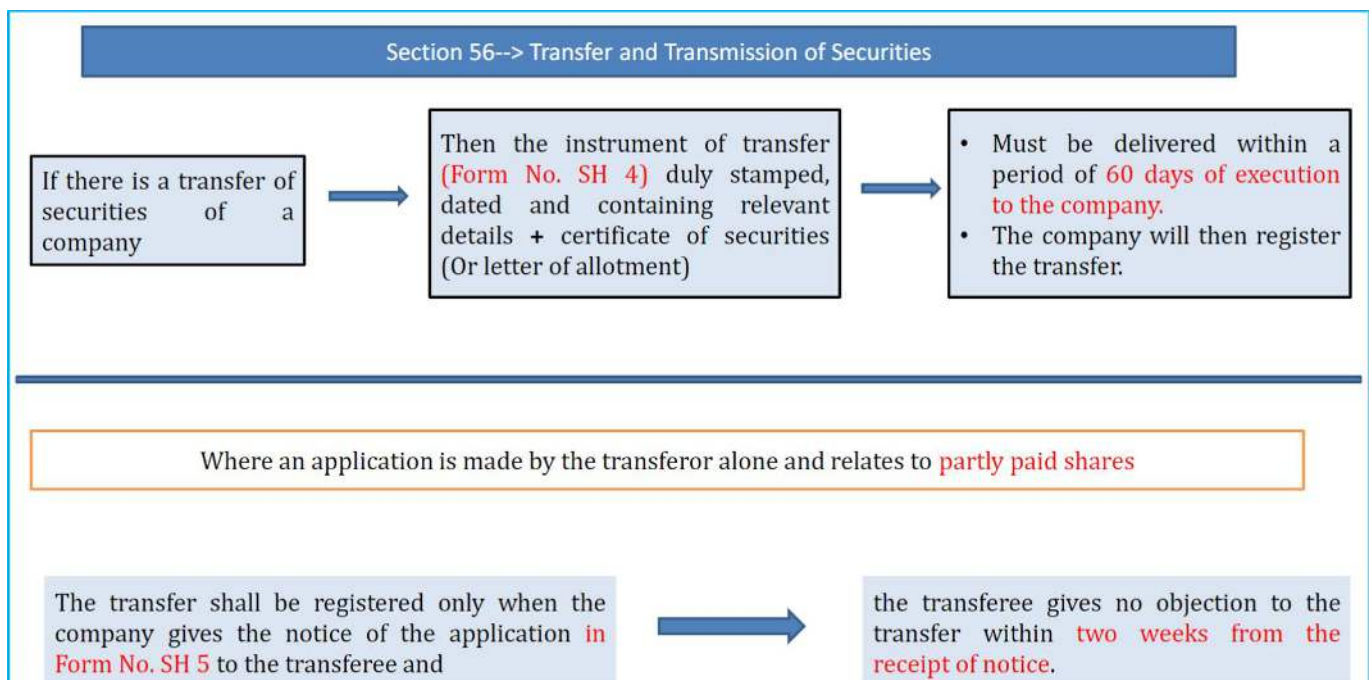 Section 56--> Transfer and Transmission of Securities
If there is a transfer of
securities of a
company
Then the instrument of transfer
(Form No. SH 4) duly stamped,
dated and containing relevant
details + certificate of securities
(Or letter of allotment)
• Must be delivered within a
period of 60 days of execution
to the company.
• The company will then register
the transfer.
Where an application is made by the transferor alone and relates to partly paid shares
The transfer shall be registered only when the
company gives the notice of the application in
Form No. SH 5 to the transferee and
the transferee gives no objection to the
transfer within two weeks from the
receipt of notice.